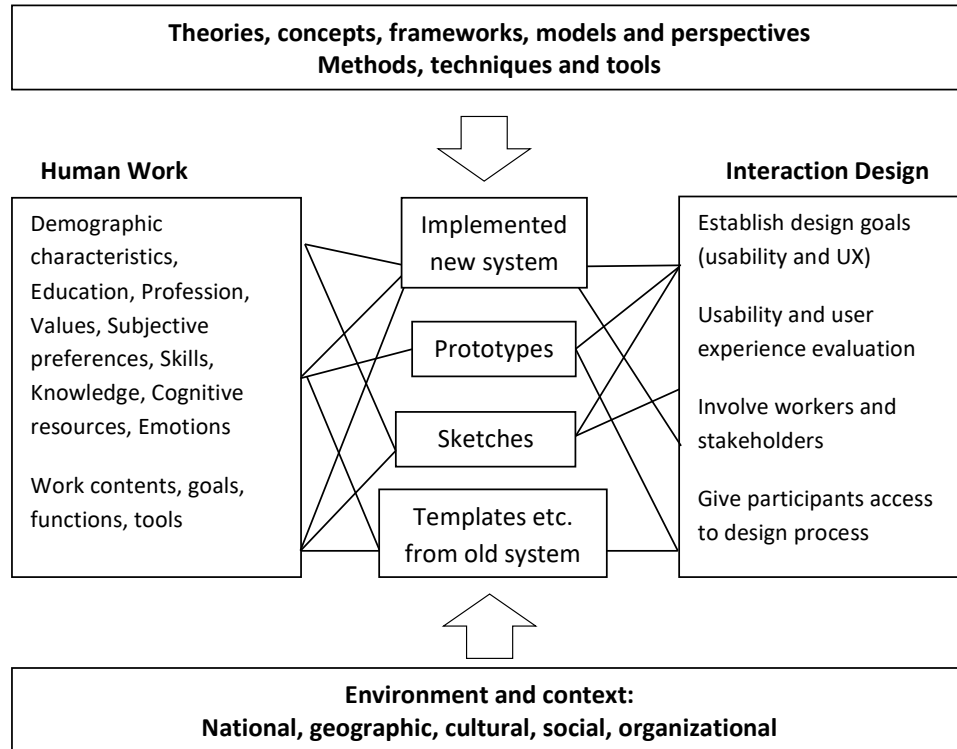 Theories, concepts, frameworks, models and perspectives
Methods, techniques and tools
Human Work
Demographic
characteristics,
Education, Profession,
Values, Subjective
preferences, Skills,
Knowledge, Cognitive
resources, Emotions
Work contents, goals,
functions, tools
Implemented
new system
Prototypes
Sketches
Templates etc.
from old system
Interaction Design
Establish design goals
(usability and UX)
Usability and user
experience evaluation
Involve workers and
stakeholders
Give participants access
to design process
Environment and context:
National, geographic, cultural, social, organizational